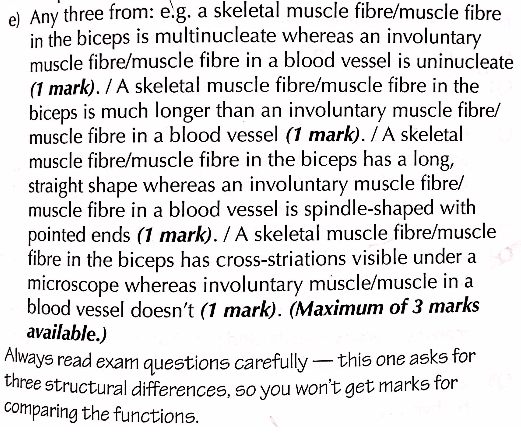 e) Any three from: e.g. a skeletal muscle fibre/muscle fibre
in the biceps is multinucleate whereas an involuntary
muscle fibre/muscle fibre in a blood vessel is uninucleate
(1 mark). / A skeletal muscle fibre/muscle fibre in the
biceps is much longer than an involuntary muscle fibre/
muscle fibre in a blood vessel (1 mark). / A skeletal
muscle fibre/muscle fibre in the biceps has a long,
straight shape whereas an involuntary muscle fibre/
muscle fibre in a blood vessel is spindle-shaped with
pointed ends (1 mark). / A skeletal muscle fibre/muscle
fibre in the biceps has cross-striations visible under a
microscope whereas involuntary muscle/muscle in a
blood vessel doesn't (1 mark). (Maximum of 3 marks
available.)
Always read exam questions carefully — this one asks for
three structural differences, so you won't get marks for
comparing the functions.